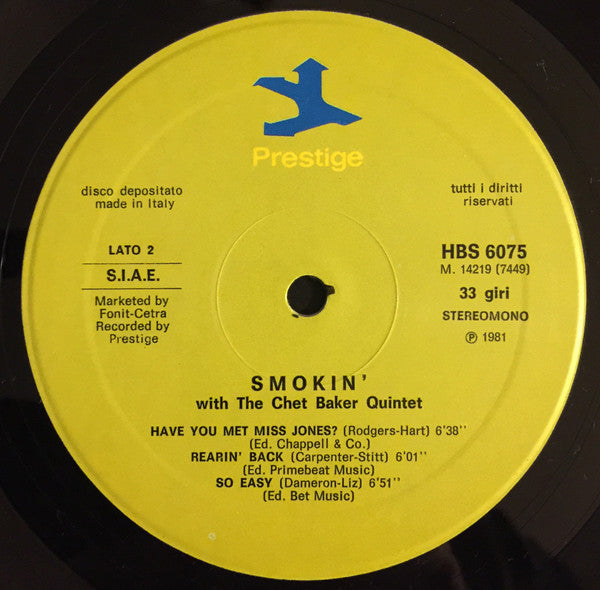 Prestige
disco depositato
made in Italy
tutti i diritti
riservati
LATO 2
S.I.A.E.
Marketed by
Fonit-Cetra
Recorded by
Prestige
HBS 6075
M. 14219 (7449)
33 giri
STEREOMONO
℗ 1981
SMOKIN'
with The Chet Baker Quintet
HAVE YOU MET MISS JONES? (Rodgers-Hart) 6'38''
(Ed. Chappell & Co.)
REARIN' BACK (Carpenter-Stitt) 6'01''
(Ed. Primebeat Music)
SO EASY (Dameron-Liz) 6'51''
(Ed. Bet Music)